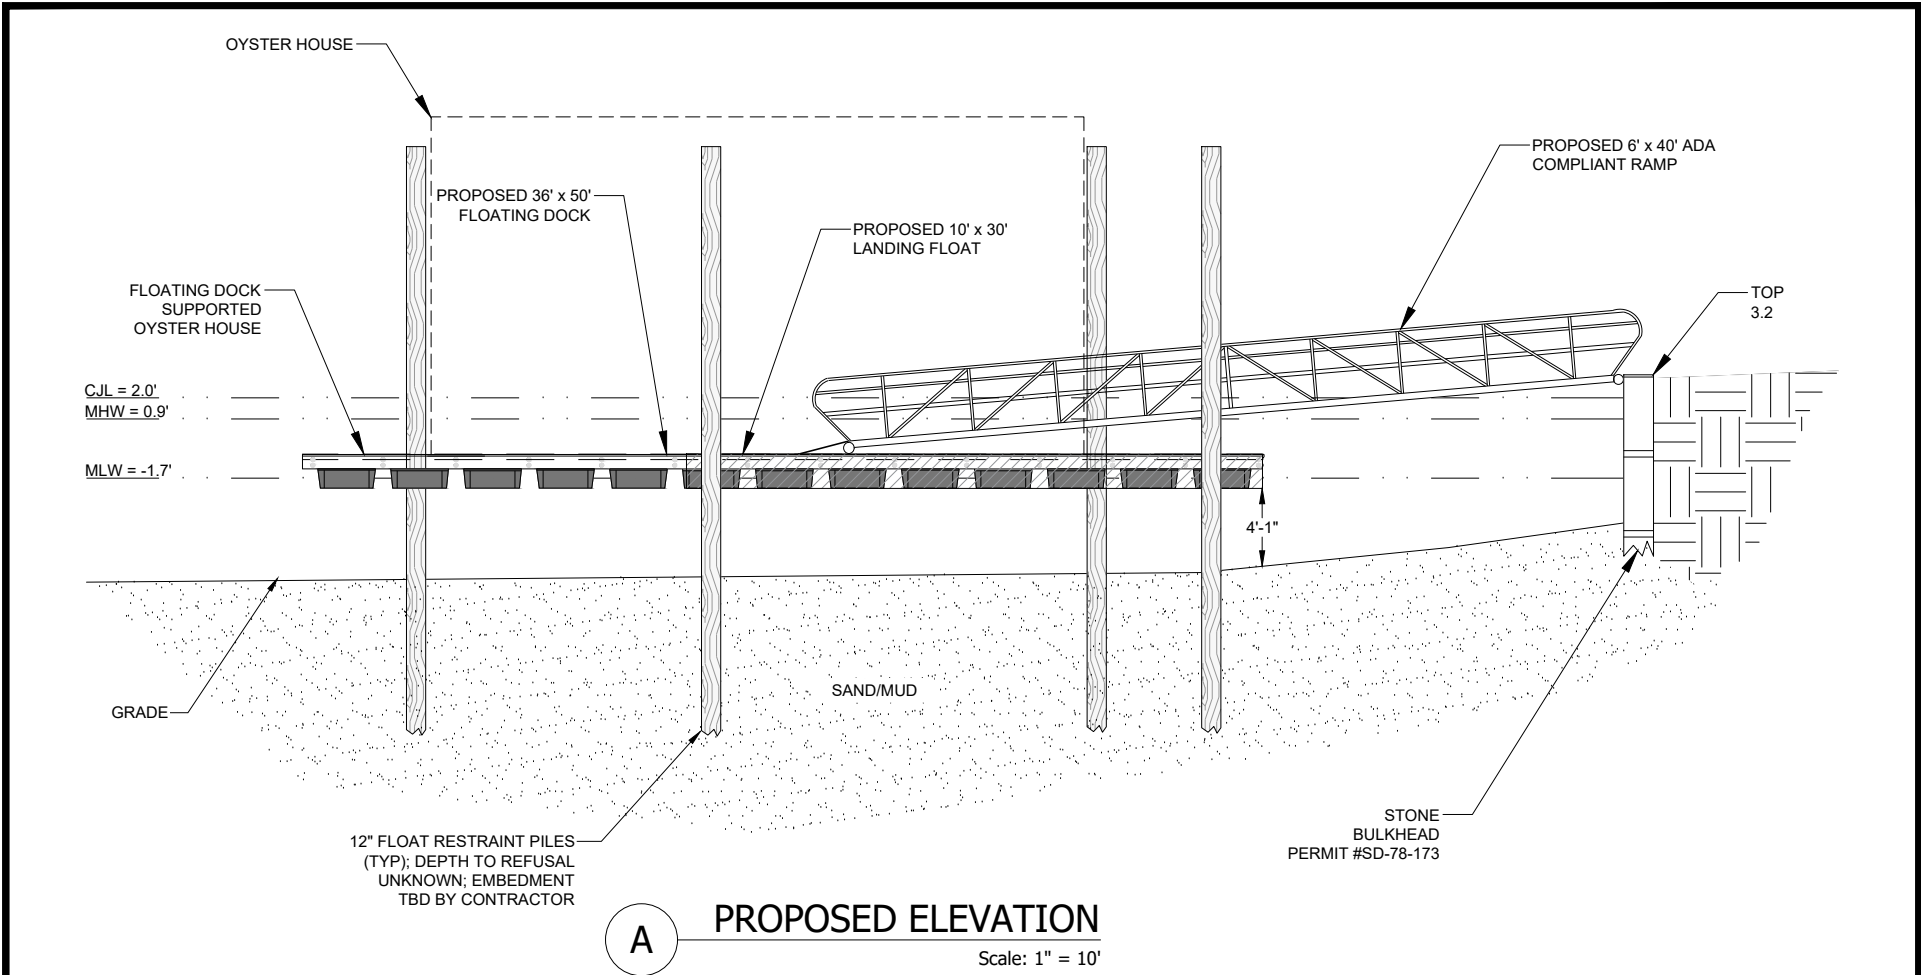 OYSTER HOUSE
PROPOSED 6' x 40' ADA
COMPLIANT RAMP
PROPOSED 36' x 50'
FLOATING DOCK
PROPOSED 10' x 30'
LANDING FLOAT
FLOATING DOCK
SUPPORTED
OYSTER HOUSE
TOP
3.2
CJL = 2.0'
MHW = 0.9'
MLW = -1.7'
4'-1"
SAND/MUD
GRADE
STONE
BULKHEAD
PERMIT #SD-78-173
12" FLOAT RESTRAINT PILES
(TYP); DEPTH TO REFUSAL
UNKNOWN; EMBEDMENT
TBD BY CONTRACTOR
A
PROPOSED ELEVATION
Scale: 1" = 10'